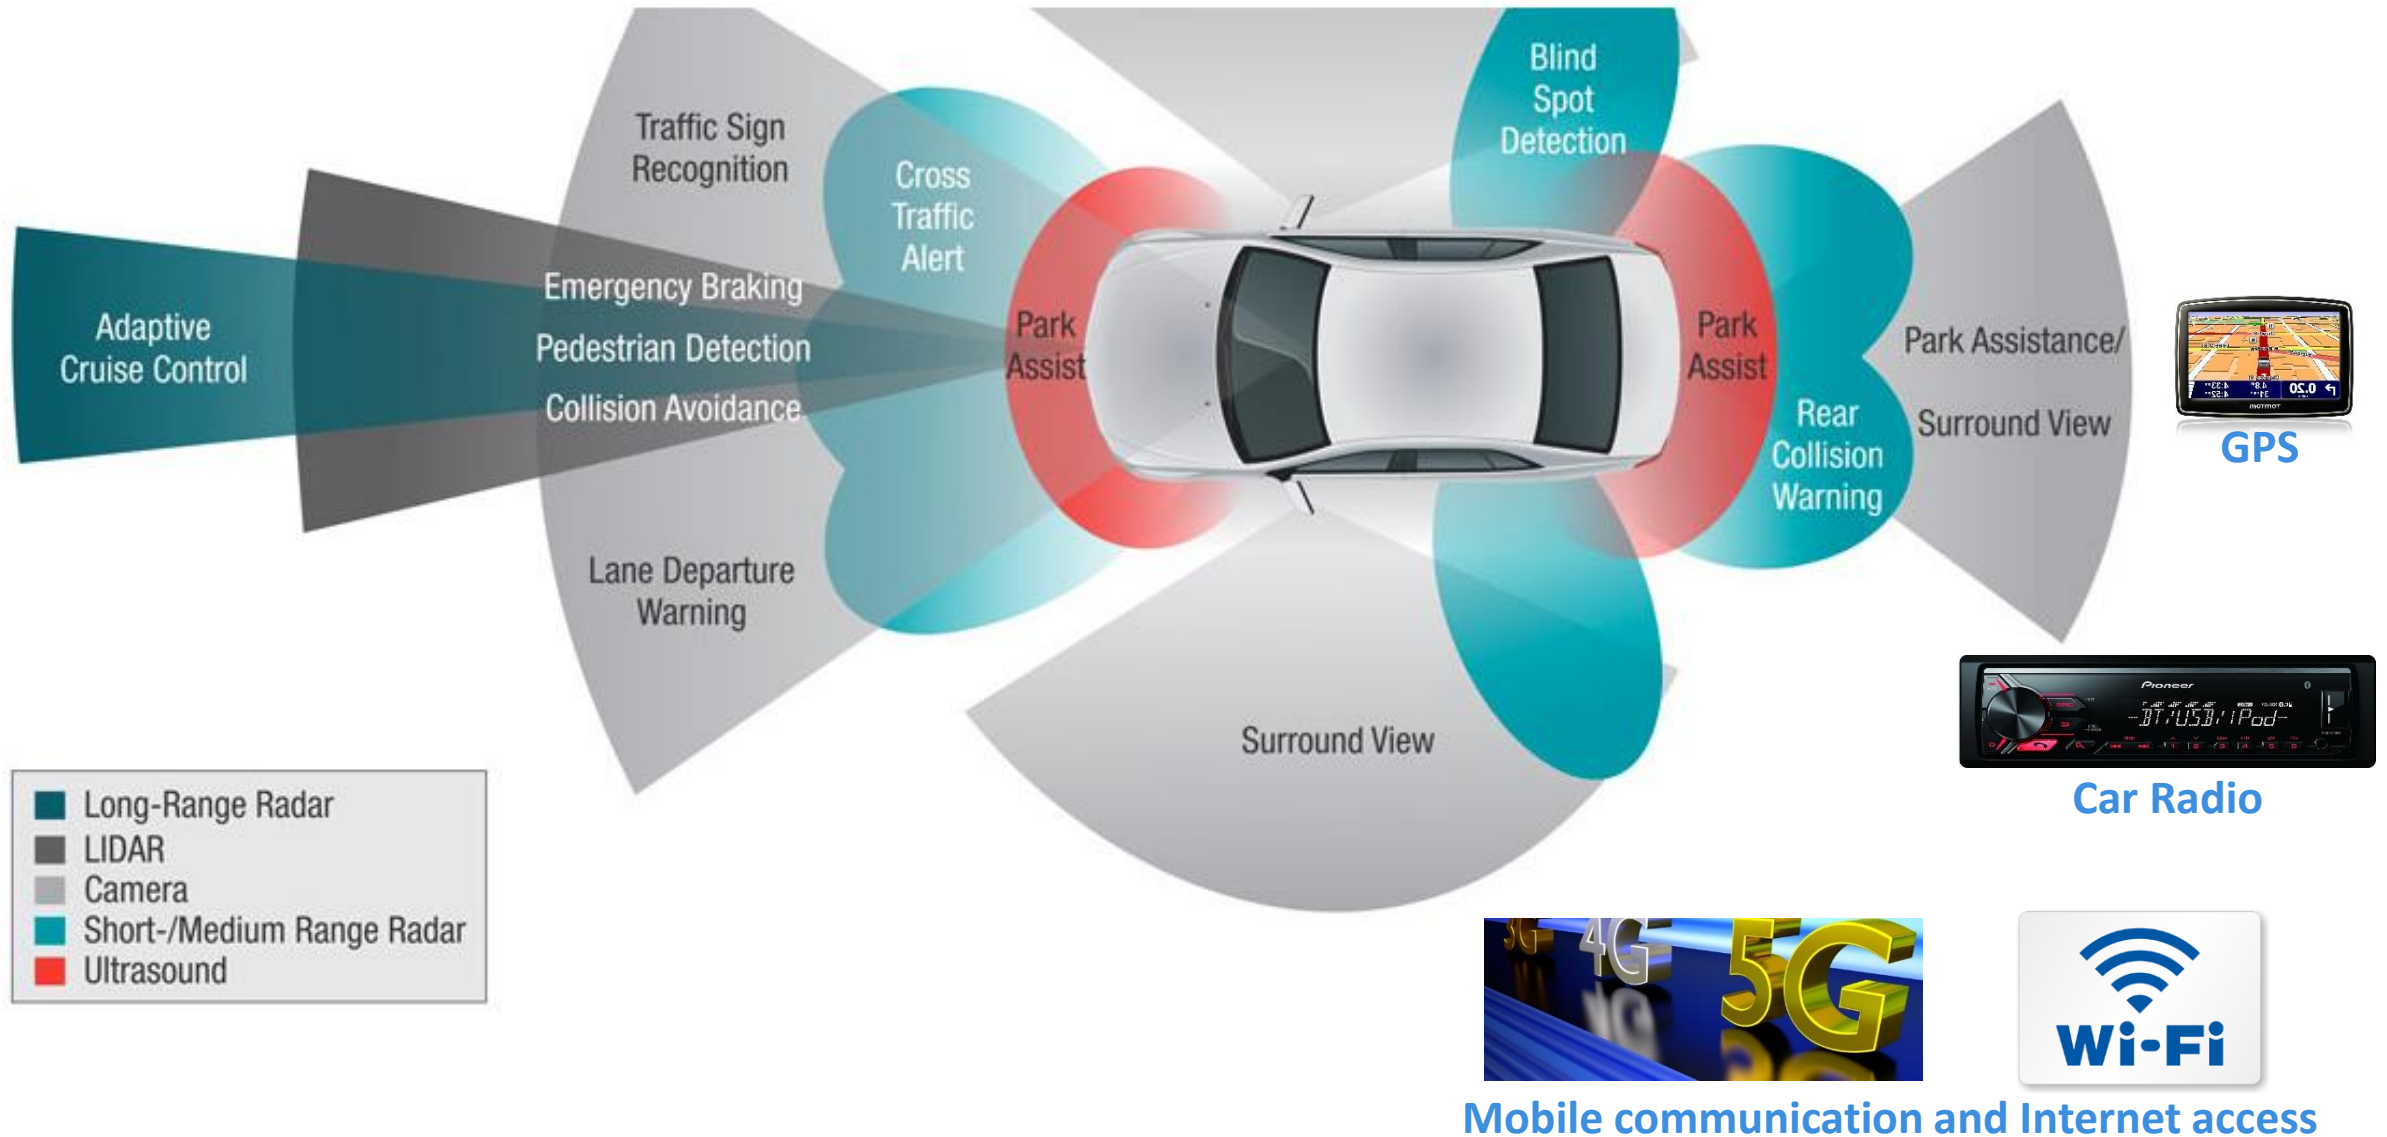 Blind
Spot
Detection
Traffic Sign
Recognition
Cross
Traffic
Alert
Emergency Braking
Pedestrian Detection
Collision Avoidance
Adaptive
Cruise Control
Park
Assist
Park
Assist
Park Assistance/
Surround View
Rear
Collision
Warning
GPS
Lane Departure
Warning
Surround View
Pioneer
-BT/USB/iPod-
Car Radio
Long-Range Radar
LIDAR
Camera
Short-/Medium Range Radar
Ultrasound
3G
4G
5G
Wi-Fi
Mobile communication and Internet access